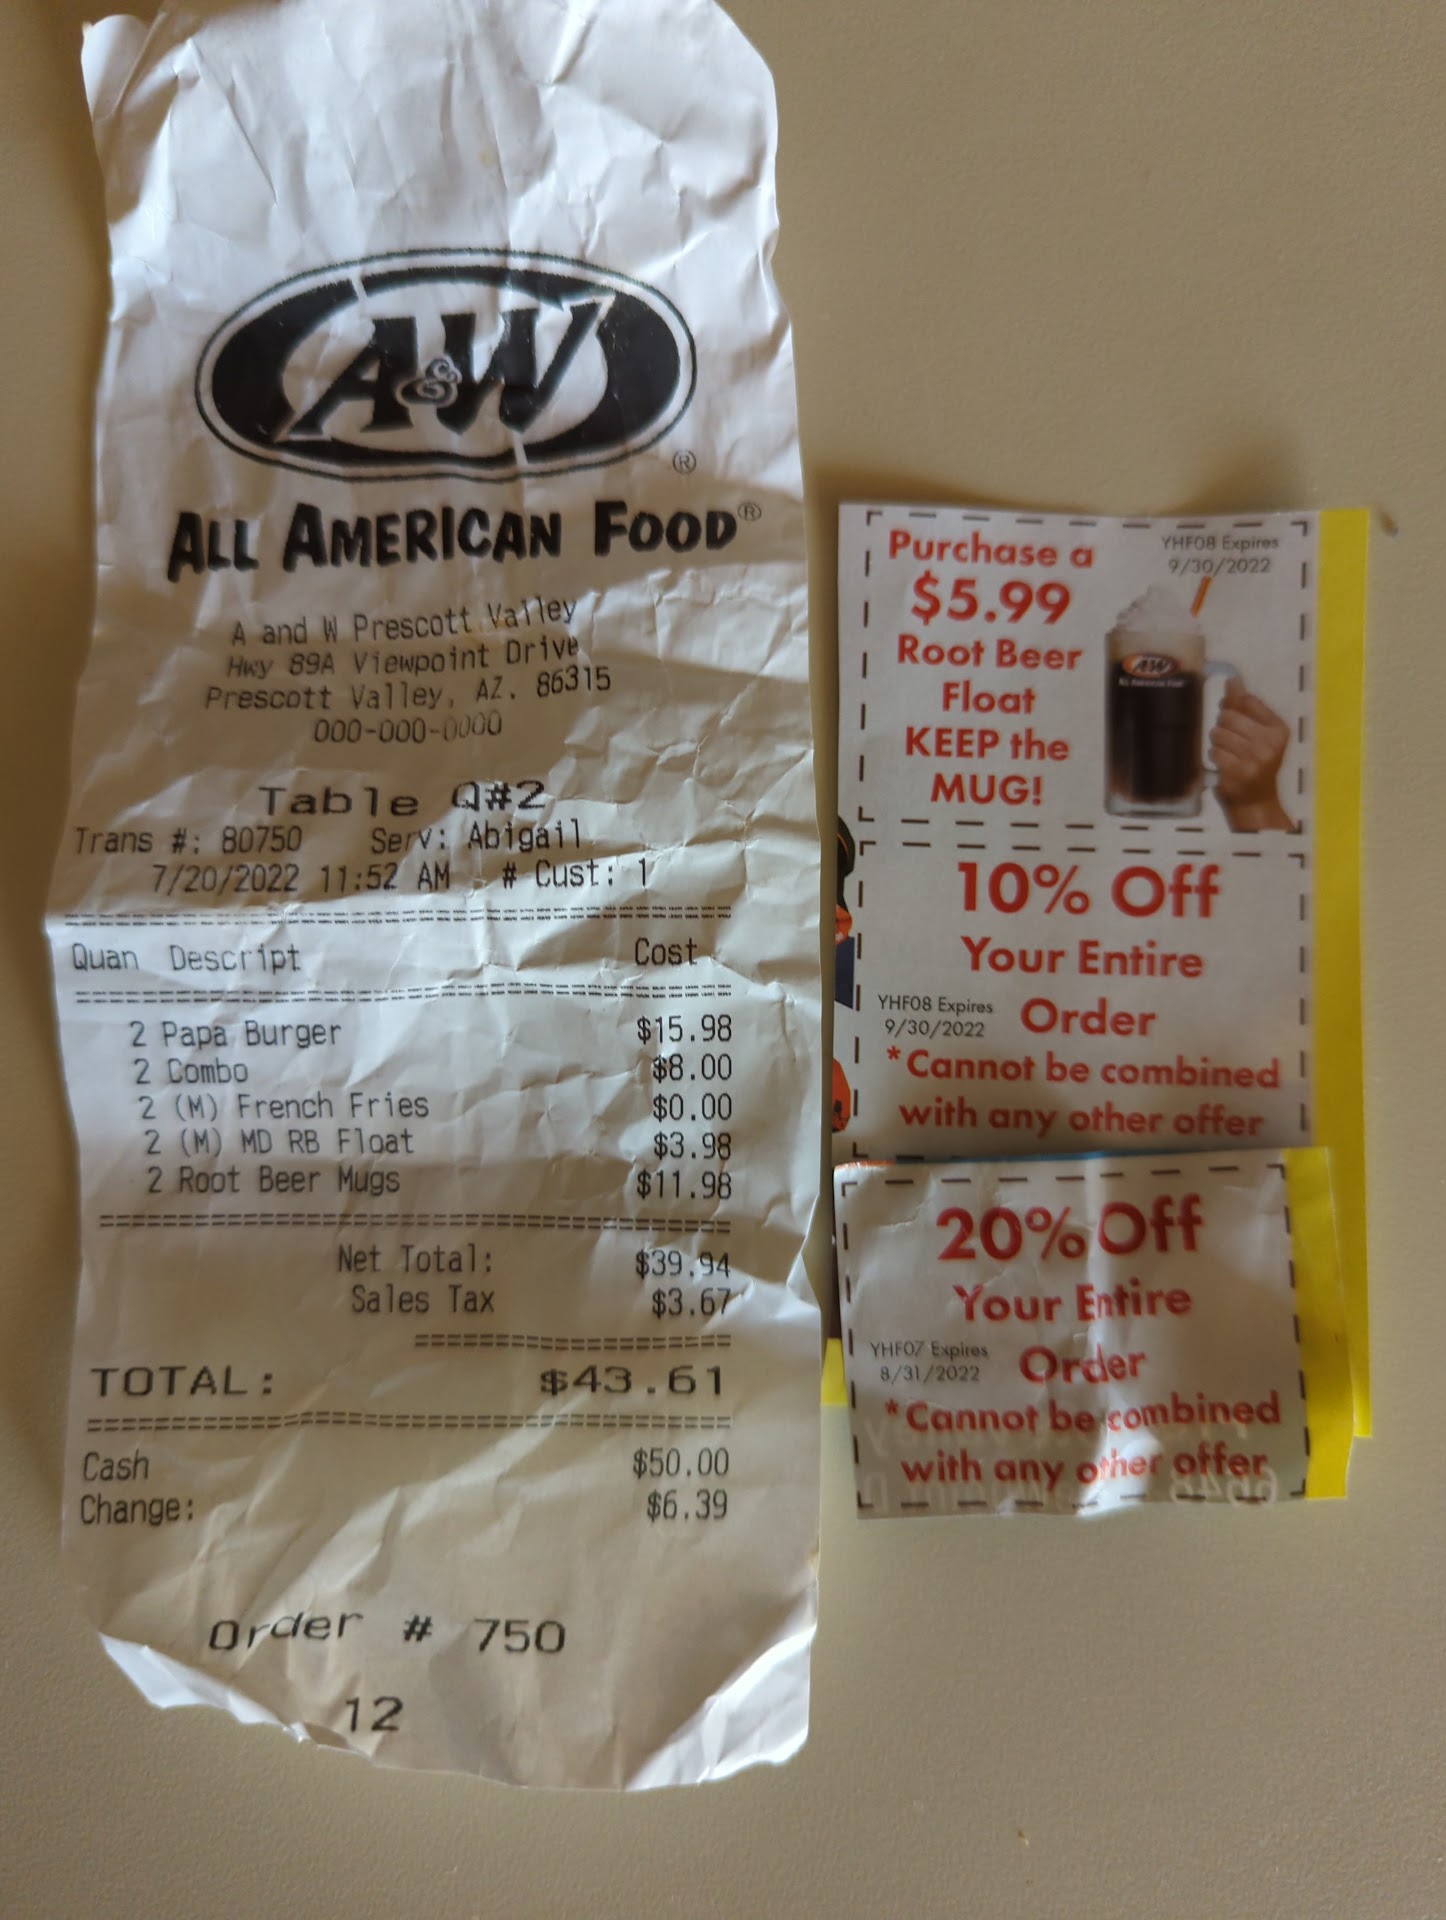 A&W
®
ALL AMERICAN FOOD®
A and W Prescott Valley
Hwy 89A Viewpoint Drive
Prescott Valley, AZ. 86315
000-000-0000
Table Q#2
Trans #: 80750 Serv: Abigail
7/20/2022 11:52 AM # Cust: 1
Quan Descript Cost
2 Papa Burger $15.98
2 Combo $8.00
2 (M) French Fries $0.00
2 (M) MD RB Float $3.98
2 Root Beer Mugs $11.98
Net Total: $39.94
Sales Tax $3.67
TOTAL: $43.61
Cash $50.00
Change: $6.39
Order # 750
12
Purchase a
$5.99
Root Beer
Float
KEEP the
MUG!
YHF08 Expires
9/30/2022
A&W
All American Food
10% Off
Your Entire
Order
YHF08 Expires
9/30/2022
*Cannot be combined
with any other offer
20% Off
Your Entire
Order
YHF07 Expires
8/31/2022
*Cannot be combined
with any other offer